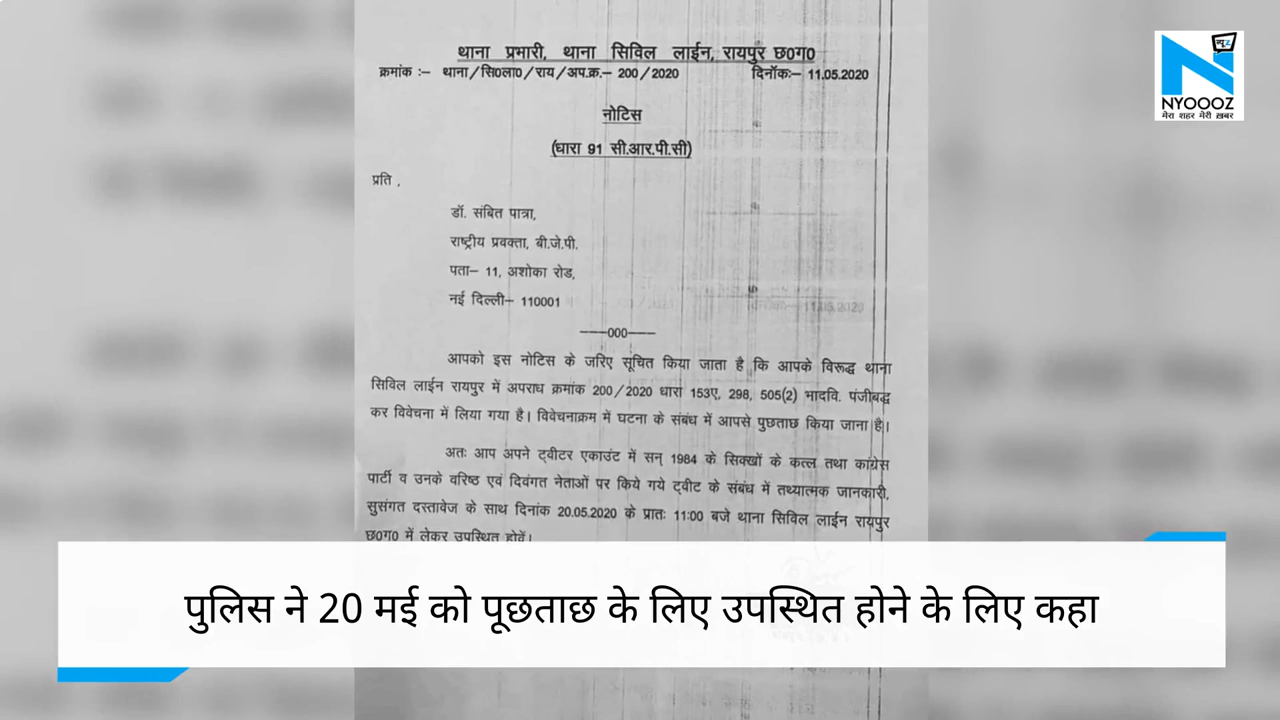 थाना प्रभारी, थाना सिविल लाईन, रायपुर छ0ग0
क्रमांक :– थाना/सि0ला0/राय/अप.क्र.– 200/2020 दिनॉकः– 11.05.2020
नोटिस
(धारा 91 सी.आर.पी.सी)
प्रति ,
डॉ. संबित पात्रा,
राष्ट्रीय प्रवक्ता, बी.जे.पी.
पता– 11, अशोका रोड,
नई दिल्ली– 110001
——000——
आपको इस नोटिस के जरिए सूचित किया जाता है कि आपके विरूद्ध थाना
सिविल लाईन रायपुर में अपराध क्रमांक 200/2020 धारा 153ए, 298, 505(2) भादवि. पंजीबद्ध
कर विवेचना में लिया गया है। विवेचनाक्रम में घटना के संबंध में आपसे पुछताछ किया जाना है।
अतः आप अपने ट्वीटर एकाउंट में सन् 1984 के सिक्खों के कत्ल तथा कांग्रेस
पार्टी व उनके वरिष्ठ एवं दिवंगत नेताओं पर किये गये ट्वीट के संबंध में तथ्यात्मक जानकारी,
सुसंगत दस्तावेज के साथ दिनांक 20.05.2020 के प्रातः 11:00 बजे थाना सिविल लाईन रायपुर
छ0ग0 में लेकर उपस्थित होवें।
पुलिस ने 20 मई को पूछताछ के लिए उपस्थित होने के लिए कहा
न्यूज़
NYOOOZ
मेरा शहर मेरी ख़बर